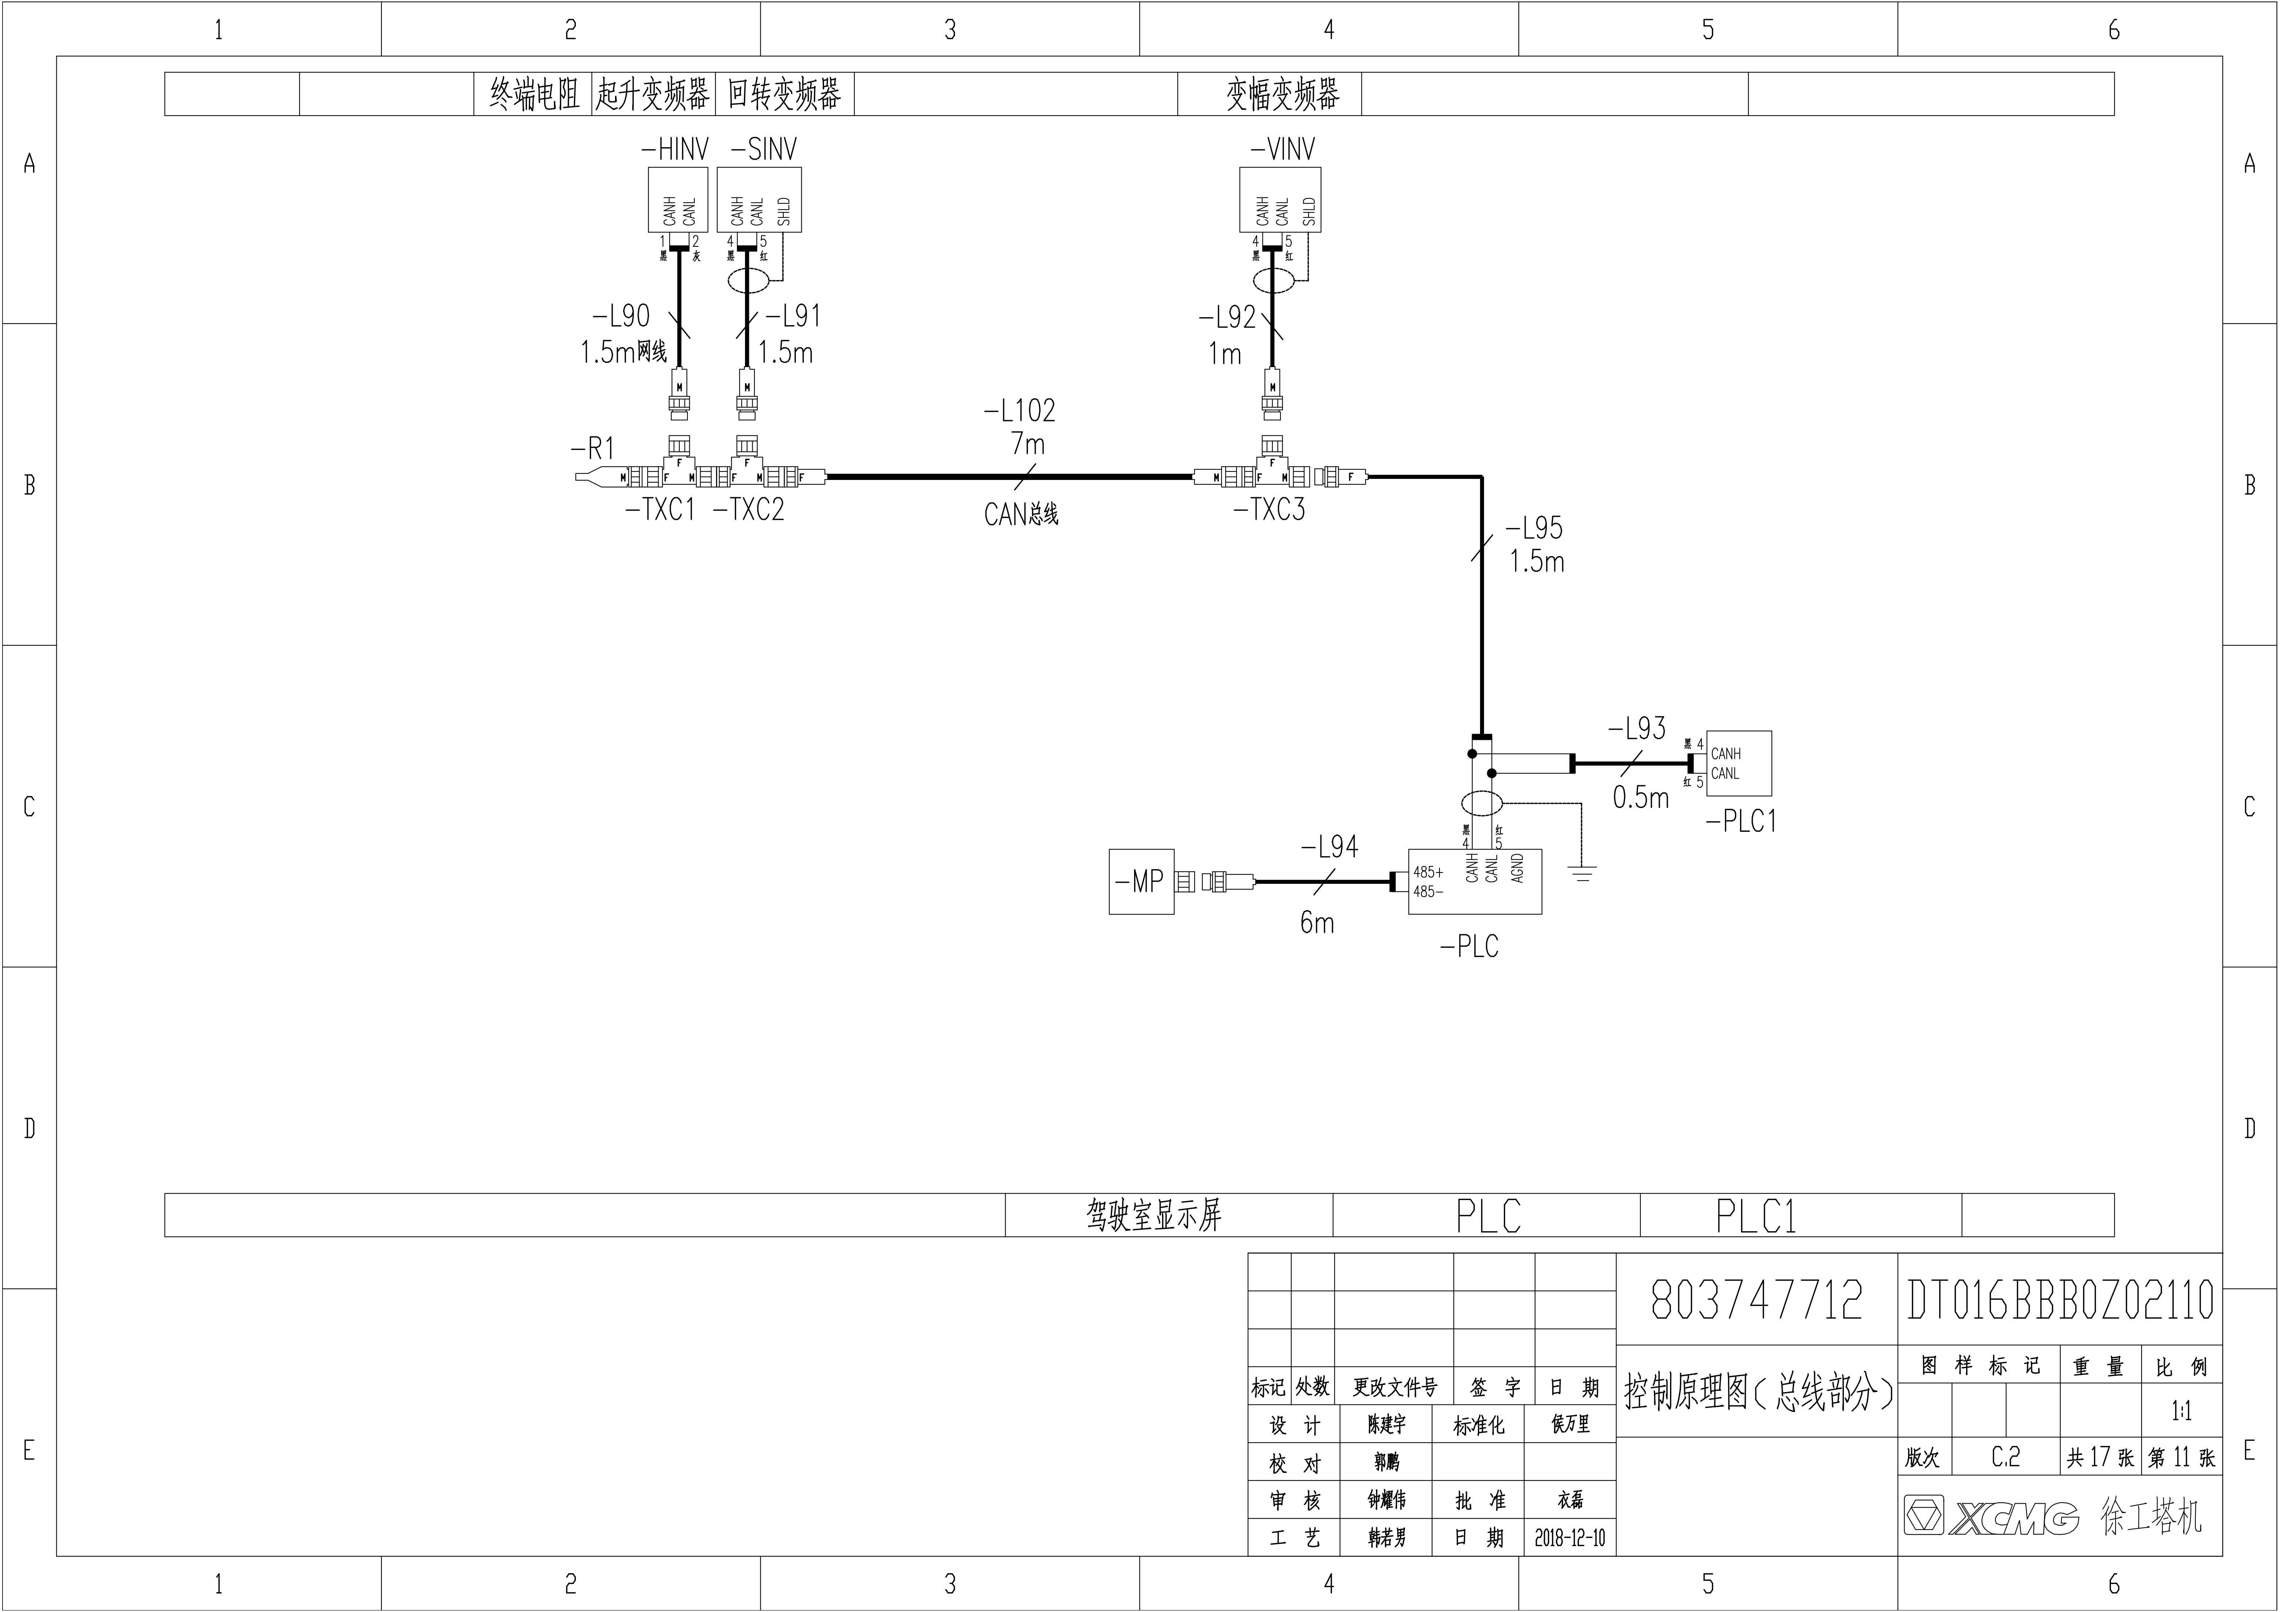 1 2 3 4 5 6
终端电阻 起升变频器 回转变频器 变幅变频器
A A
-HINV -SINV -VINV
CANH CANL CANH CANL SHLD CANH CANL SHLD
1 2 4 5 4 5
黑 灰 黑 红 黑 红
-L90 -L91 -L92
1.5m网线 1.5m 1m
M M M
-L102
7m
-R1
F F F
M F M F M F M F M F
B B
-TXC1 -TXC2 -TXC3
CAN总线
-L95
1.5m
-L93
黑 4 CANH
红 5 CANL
0.5m
C C
-PLC1
黑 红
4 5
-L94
-MP
485+ CANH CANL AGND
485-
6m
-PLC
D D
驾驶室显示屏 PLC PLC1
803747712 DT016BBB0Z02110
控制原理图(总线部分)
图样标记 重量 比例
1:1
标记 处数 更改文件号 签字 日期
设计 陈建宇 标准化 侯万里
校对 郭鹏
审核 钟耀伟 批准 衣磊
工艺 韩若男 日期 2018-12-10
版次 C.2 共17张 第11张
E E
XCMG 徐工塔机
1 2 3 4 5 6